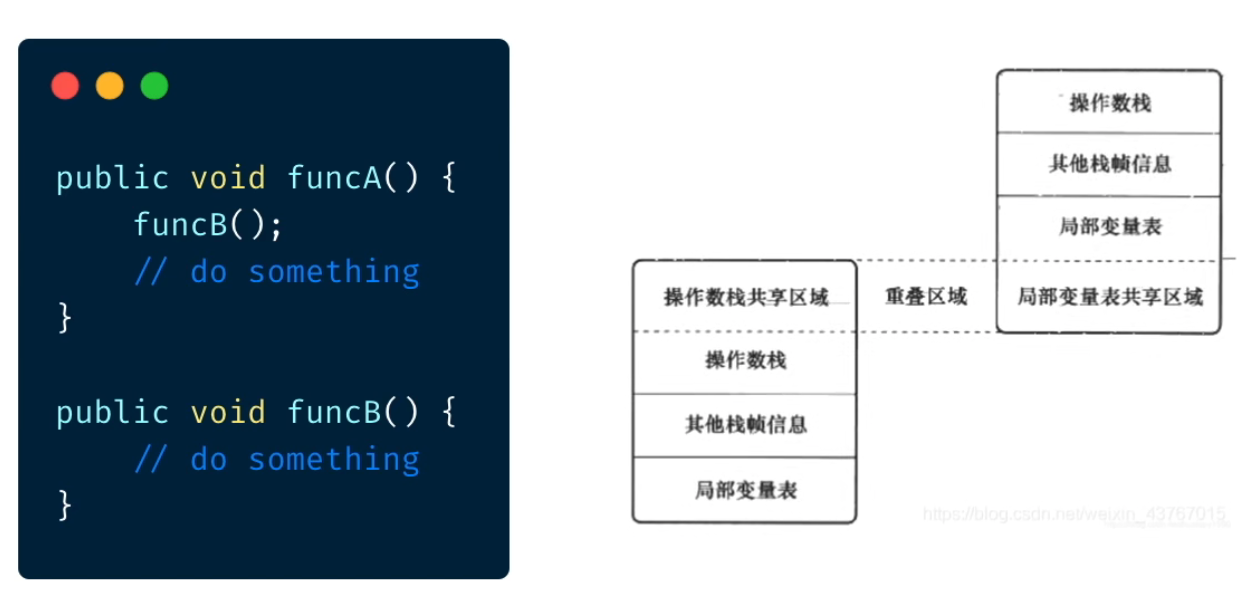 public void funcA() {
    funcB();
    // do something
}
public void funcB() {
    // do something
}
操作数栈
其他栈帧信息
局部变量表
操作数栈共享区域
重叠区域
局部变量表共享区域
操作数栈
其他栈帧信息
局部变量表
https://blog.csdn.net/weixin_43767015